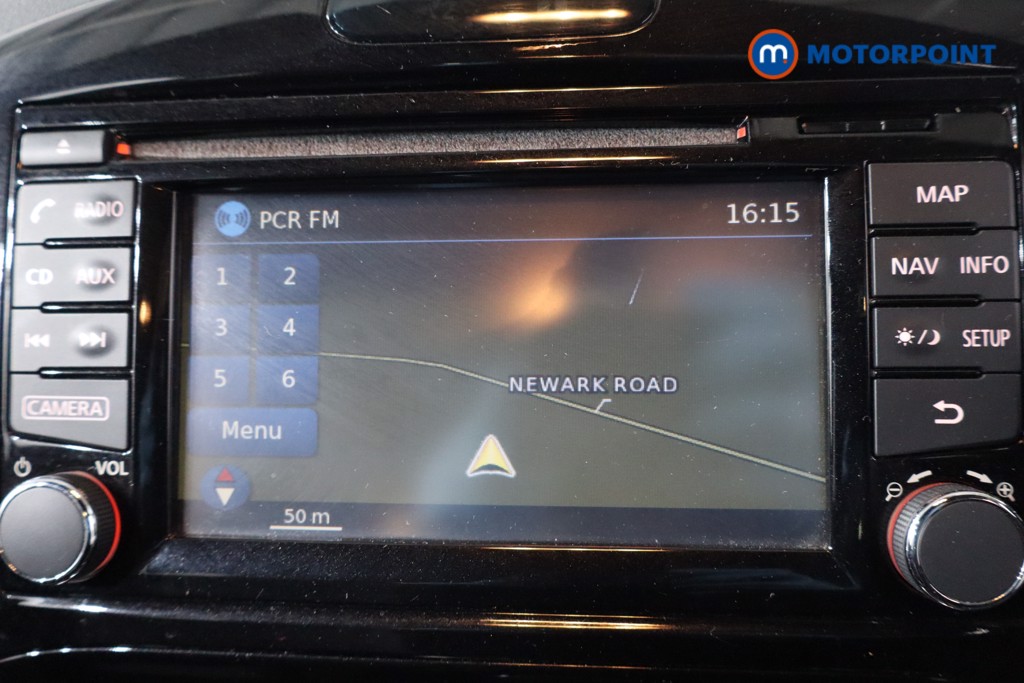 m MOTORPOINT
RADIO
CD AUX
CAMERA
VOL
PCR FM 16:15
1 2
3 4
5 6
Menu
NEWARK ROAD
50 m
MAP
NAV INFO
SETUP